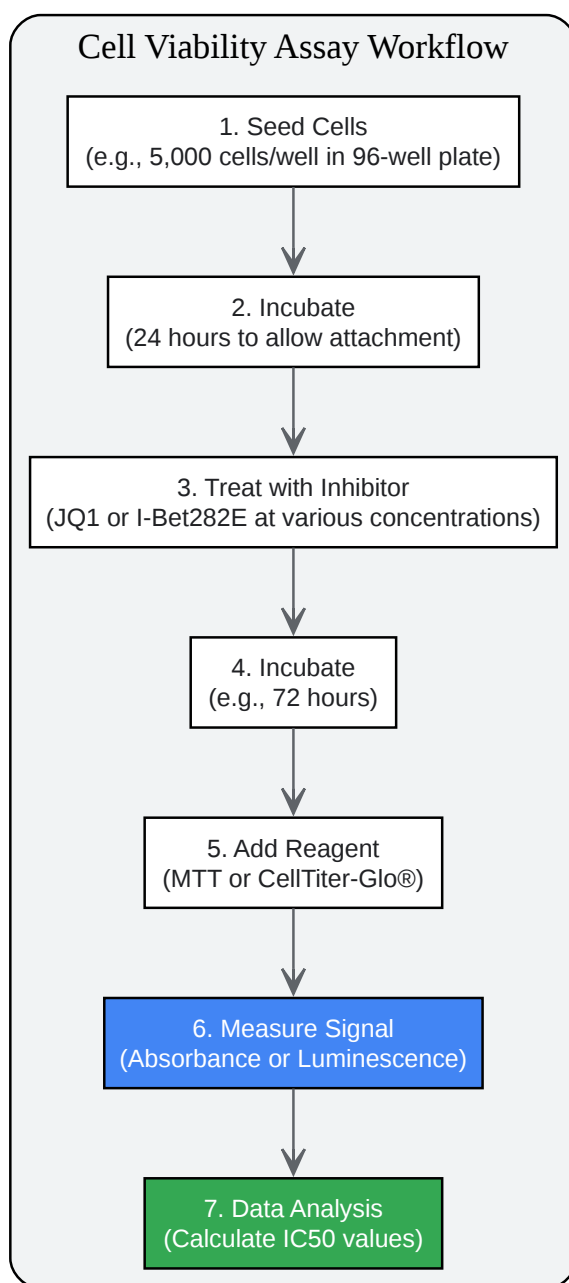 Cell Viability Assay Workflow
1. Seed Cells
(e.g., 5,000 cells/well in 96-well plate)
2. Incubate
(24 hours to allow attachment)
3. Treat with Inhibitor
(JQ1 or I-Bet282E at various concentrations)
4. Incubate
(e.g., 72 hours)
5. Add Reagent
(MTT or CellTiter-Glo®)
6. Measure Signal
(Absorbance or Luminescence)
7. Data Analysis
(Calculate IC50 values)